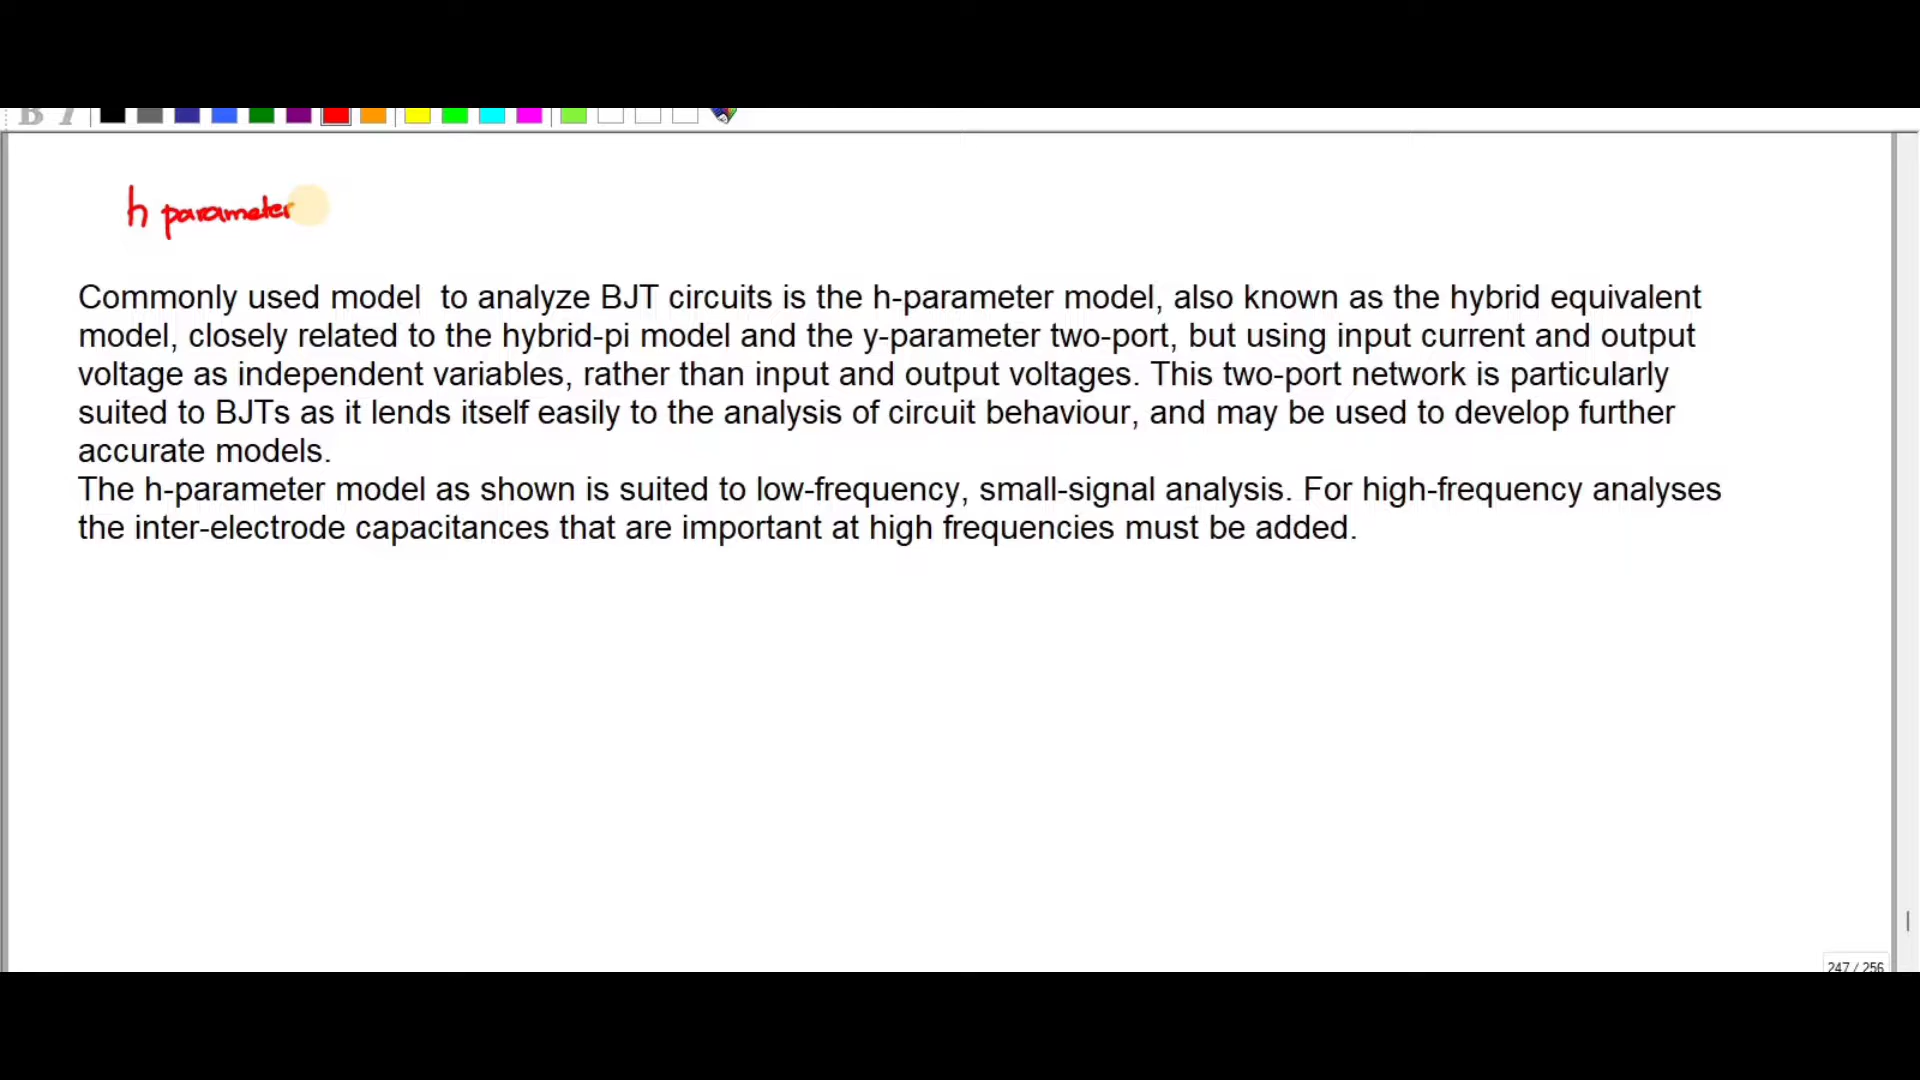 B I
h parameter
Commonly used model to analyze BJT circuits is the h-parameter model, also known as the hybrid equivalent
model, closely related to the hybrid-pi model and the y-parameter two-port, but using input current and output
voltage as independent variables, rather than input and output voltages. This two-port network is particularly
suited to BJTs as it lends itself easily to the analysis of circuit behaviour, and may be used to develop further
accurate models.
The h-parameter model as shown is suited to low-frequency, small-signal analysis. For high-frequency analyses
the inter-electrode capacitances that are important at high frequencies must be added.
247 / 256